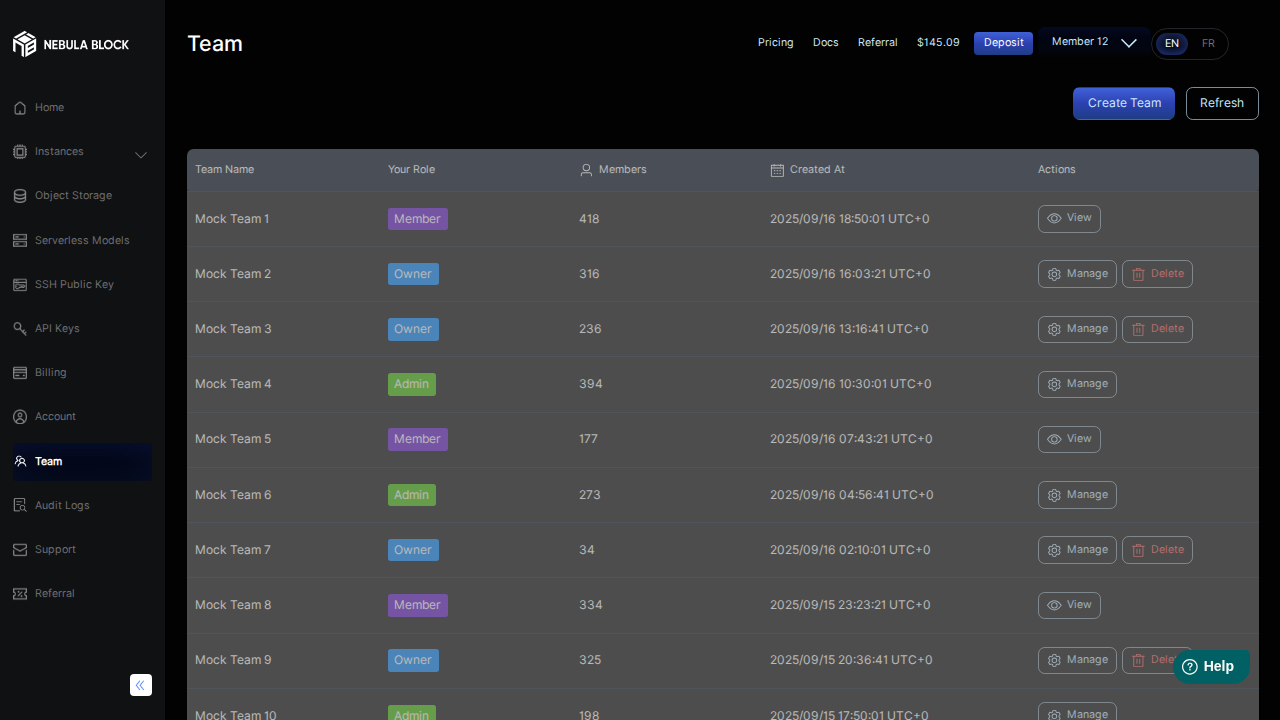 NEBULA BLOCK
Team
Pricing
Docs
Referral
$145.09
Deposit
Member 12
EN
FR
Home
Instances
Object Storage
Serverless Models
SSH Public Key
API Keys
Billing
Account
Team
Audit Logs
Support
Referral
Create Team
Refresh
Team Name Your Role Members Created At Actions
Mock Team 1 Member 418 2025/09/16 18:50:01 UTC+0 View
Mock Team 2 Owner 316 2025/09/16 16:03:21 UTC+0 Manage Delete
Mock Team 3 Owner 236 2025/09/16 13:16:41 UTC+0 Manage Delete
Mock Team 4 Admin 394 2025/09/16 10:30:01 UTC+0 Manage
Mock Team 5 Member 177 2025/09/16 07:43:21 UTC+0 View
Mock Team 6 Admin 273 2025/09/16 04:56:41 UTC+0 Manage
Mock Team 7 Owner 34 2025/09/16 02:10:01 UTC+0 Manage Delete
Mock Team 8 Member 334 2025/09/15 23:23:21 UTC+0 View
Mock Team 9 Owner 325 2025/09/15 20:36:41 UTC+0 Manage Delete
Mock Team 10 Admin 198 2025/09/15 17:50:01 UTC+0 Manage
Help